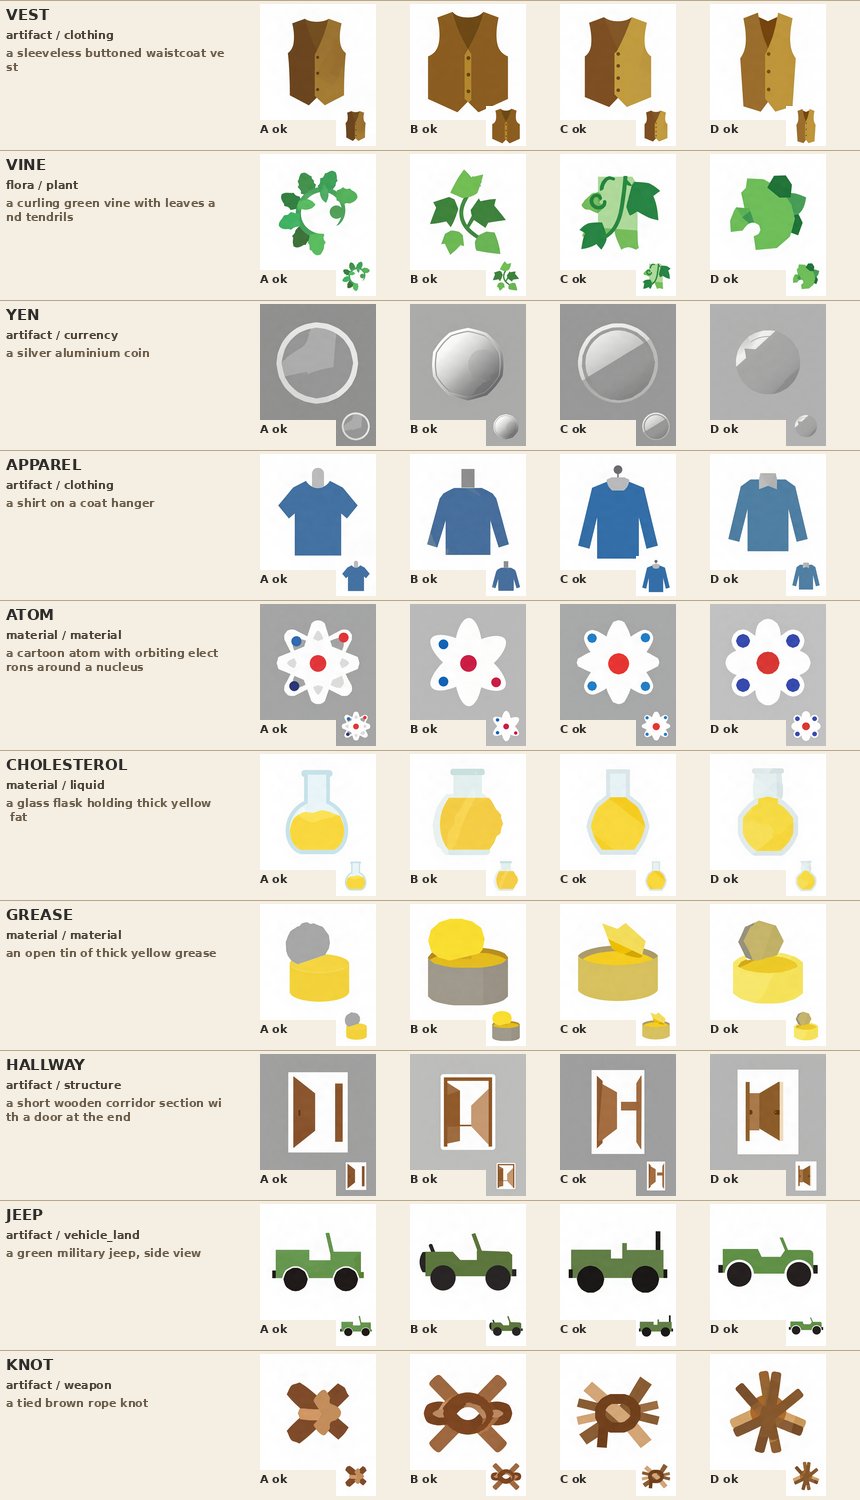 VEST
artifact / clothing
a sleeveless buttoned waistcoat ve
st
A ok
B ok
C ok
D ok
VINE
flora / plant
a curling green vine with leaves a
nd tendrils
A ok
B ok
C ok
D ok
YEN
artifact / currency
a silver aluminium coin
A ok
B ok
C ok
D ok
APPAREL
artifact / clothing
a shirt on a coat hanger
A ok
B ok
C ok
D ok
ATOM
material / material
a cartoon atom with orbiting elect
rons around a nucleus
A ok
B ok
C ok
D ok
CHOLESTEROL
material / liquid
a glass flask holding thick yellow
fat
A ok
B ok
C ok
D ok
GREASE
material / material
an open tin of thick yellow grease
A ok
B ok
C ok
D ok
HALLWAY
artifact / structure
a short wooden corridor section wi
th a door at the end
A ok
B ok
C ok
D ok
JEEP
artifact / vehicle_land
a green military jeep, side view
A ok
B ok
C ok
D ok
KNOT
artifact / weapon
a tied brown rope knot
A ok
B ok
C ok
D ok